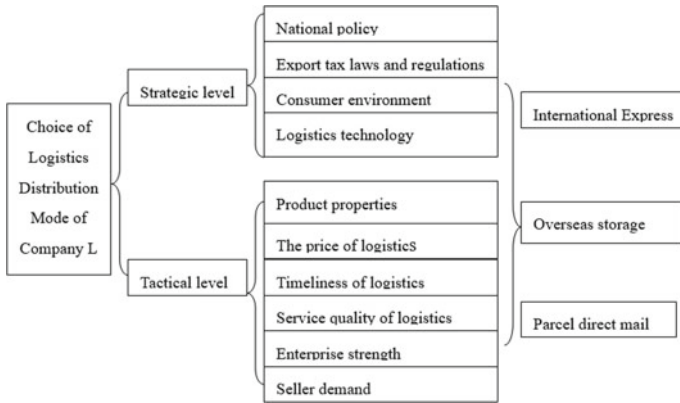 Choice of
Logistics
Distribution
Mode of
Company L
Strategic level
Tactical level
National policy
Export tax laws and regulations
Consumer environment
Logistics technology
Product properties
The price of logistics
Timeliness of logistics
Service quality of logistics
Enterprise strength
Seller demand
International Express
Overseas storage
Parcel direct mail